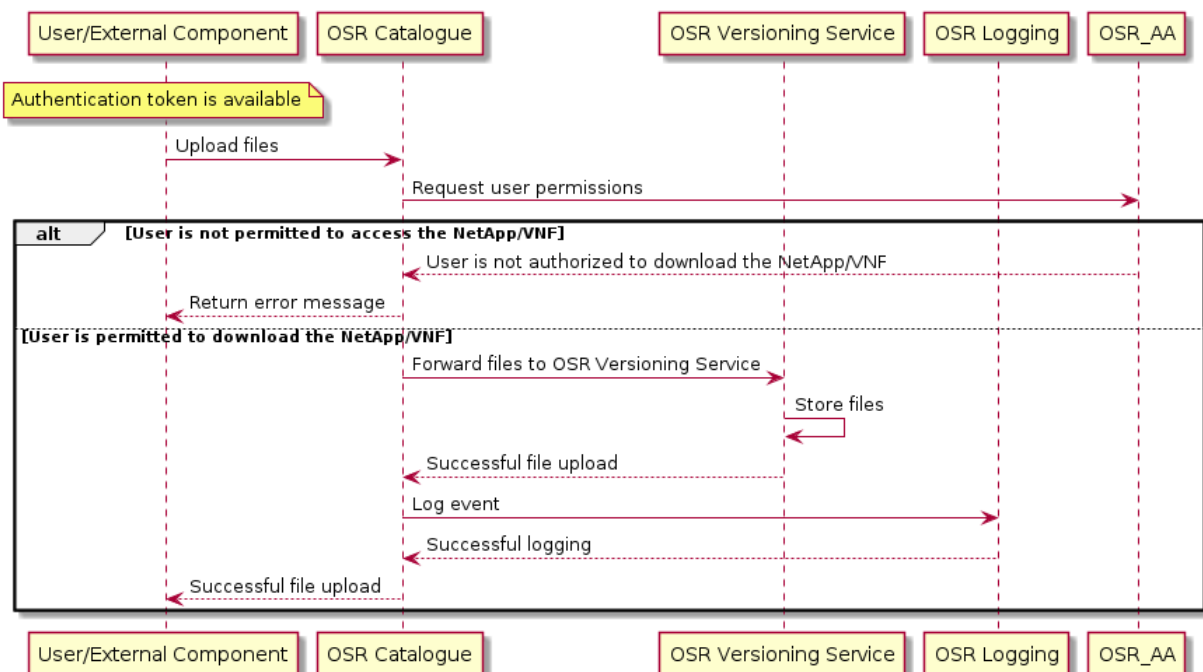 User/External Component
OSR Catalogue
OSR Versioning Service
OSR Logging
OSR_AA
Authentication token is available
Upload files
Request user permissions
alt
[User is not permitted to access the NetApp/VNF]
User is not authorized to download the NetApp/VNF
Return error message
[User is permitted to download the NetApp/VNF]
Forward files to OSR Versioning Service
Store files
Successful file upload
Log event
Successful logging
Successful file upload
User/External Component
OSR Catalogue
OSR Versioning Service
OSR Logging
OSR_AA